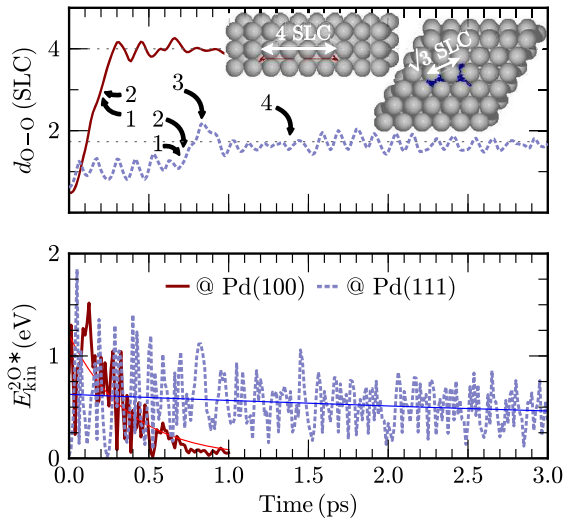 4 SLC
√3 SLC
4
2
d_O−O (SLC)
2
1
3
2
1
4
2
1
0
E_kin^2O* (eV)
@ Pd(100) @ Pd(111)
0.0 0.5 1.0 1.5 2.0 2.5 3.0
Time (ps)